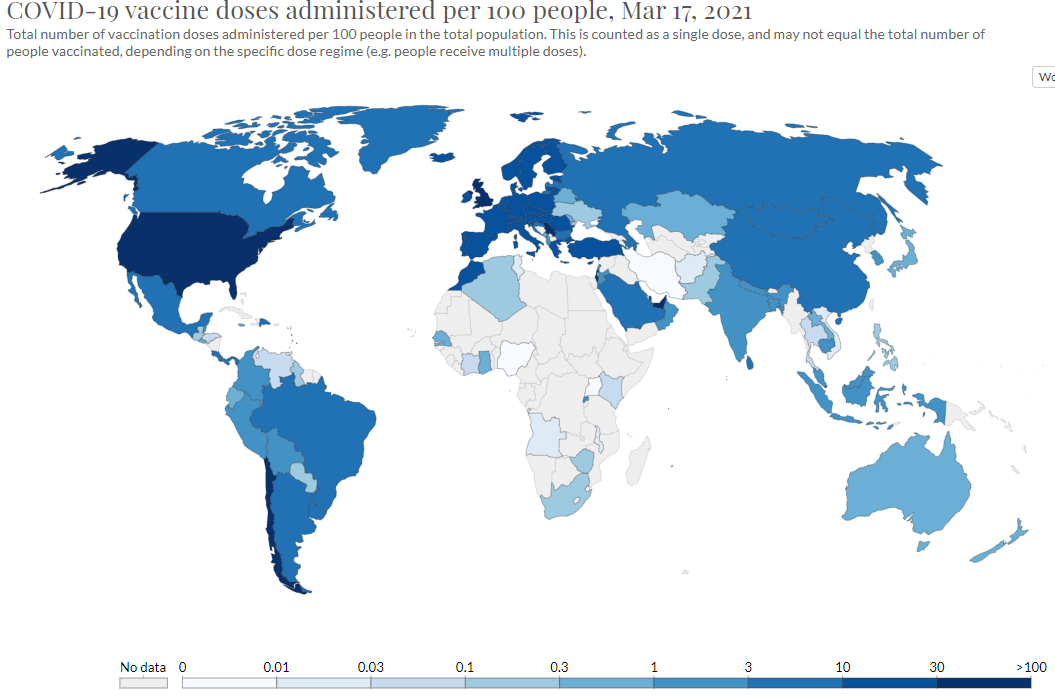 COVID-19 vaccine doses administered per 100 people, Mar 17, 2021
Total number of vaccination doses administered per 100 people in the total population. This is counted as a single dose, and may not equal the total number of
people vaccinated, depending on the specific dose regime (e.g. people receive multiple doses).
Wo
No data 0 0.01 0.03 0.1 0.3 1 3 10 30 >100